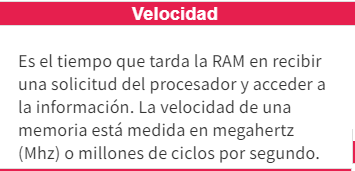 Velocidad
Es el tiempo que tarda la RAM en recibir
una solicitud del procesador y acceder a
la información. La velocidad de una
memoria está medida en megahertz
(Mhz) o millones de ciclos por segundo.